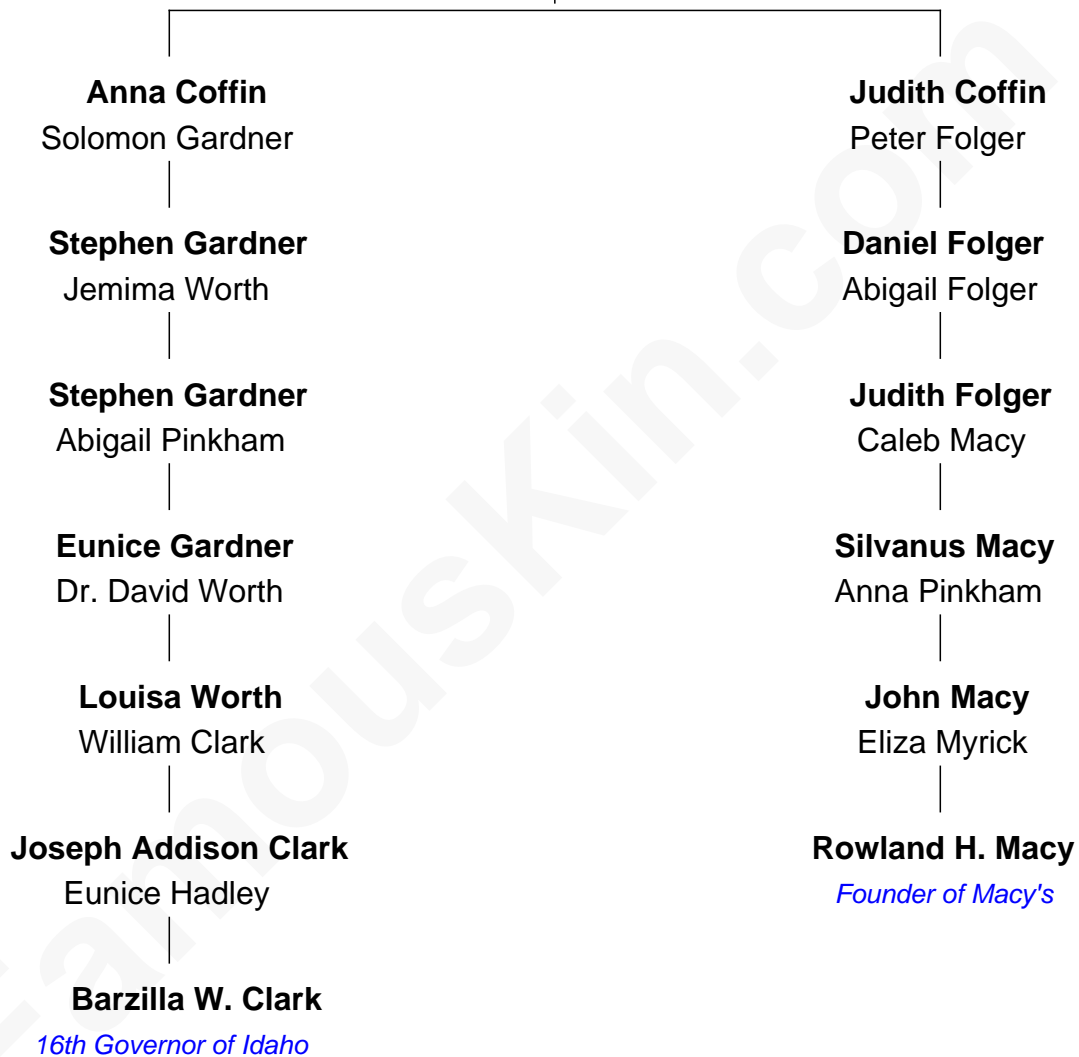 Anna Coffin
Solomon Gardner
Stephen Gardner
Jemima Worth
Stephen Gardner
Abigail Pinkham
Eunice Gardner
Dr. David Worth
Louisa Worth
William Clark
Joseph Addison Clark
Eunice Hadley
Barzilla W. Clark
16th Governor of Idaho
Judith Coffin
Peter Folger
Daniel Folger
Abigail Folger
Judith Folger
Caleb Macy
Silvanus Macy
Anna Pinkham
John Macy
Eliza Myrick
Rowland H. Macy
Founder of Macy's
FamousKin.com